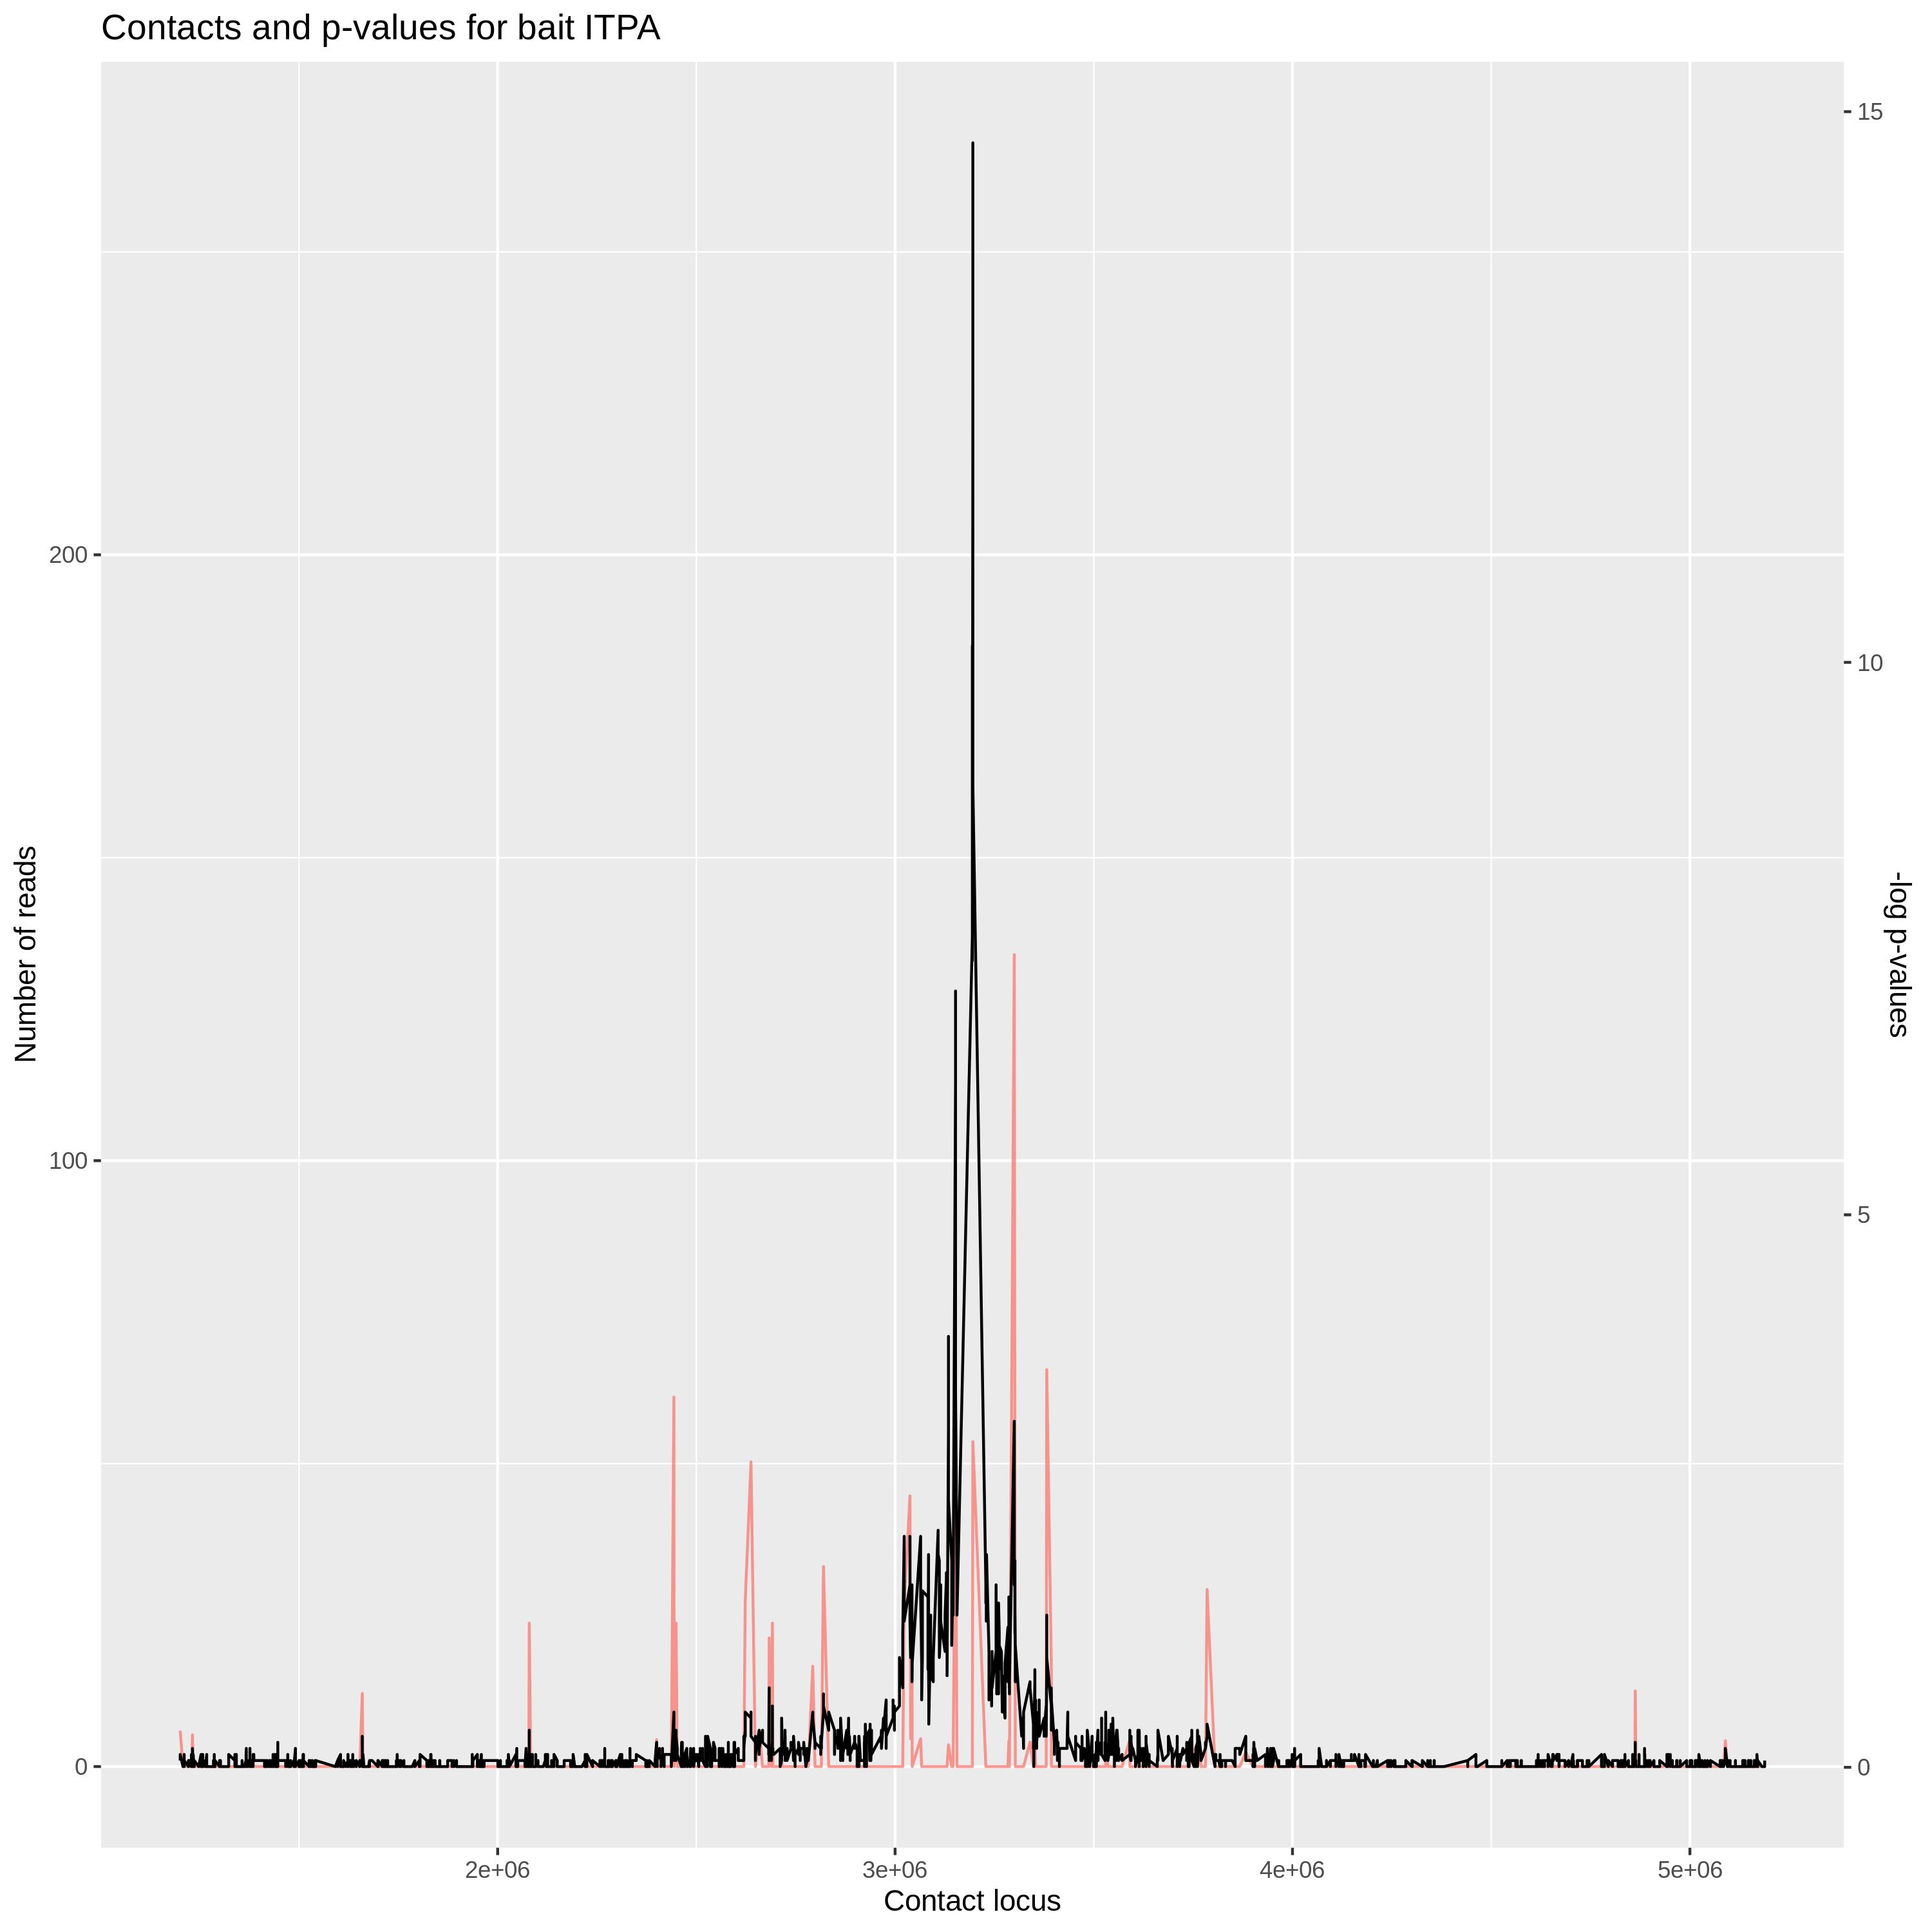 Contacts and p-values for bait ITPA
Number of reads
200
100
0
15
10
5
0
-log p-values
2e+06
3e+06
4e+06
5e+06
Contact locus